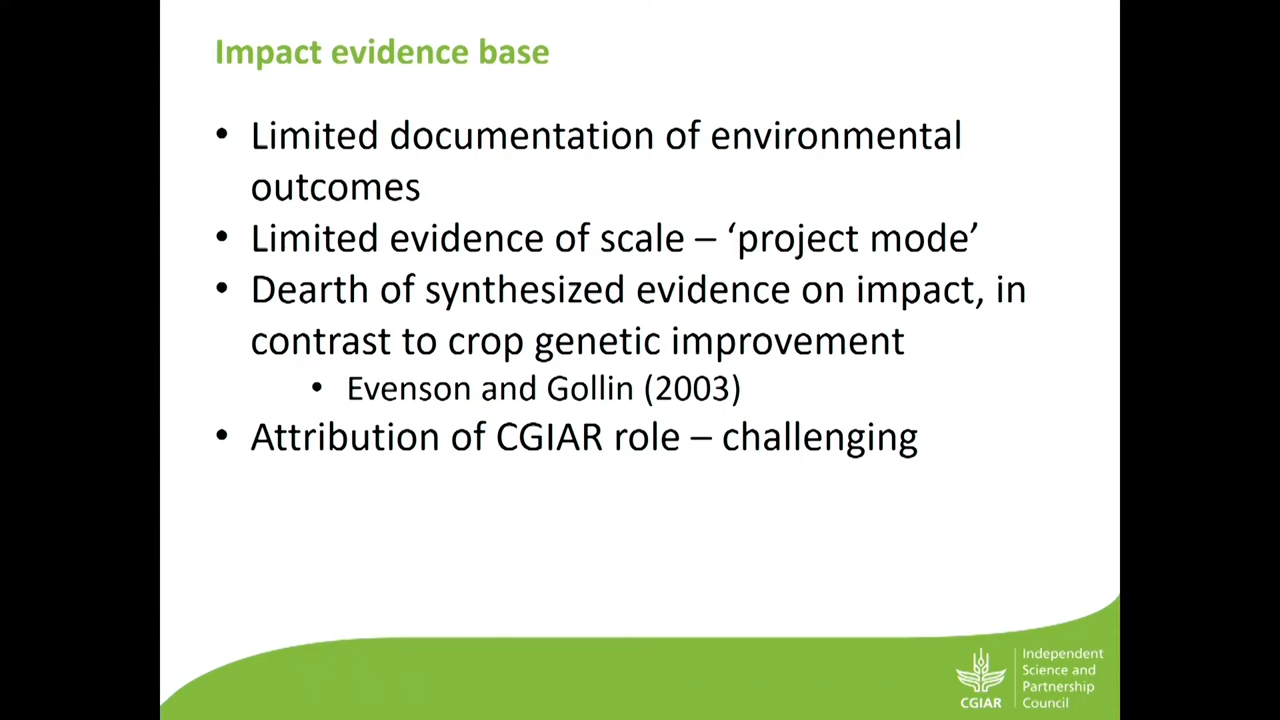 Impact evidence base
• Limited documentation of environmental
outcomes
• Limited evidence of scale – ‘project mode’
• Dearth of synthesized evidence on impact, in
contrast to crop genetic improvement
• Evenson and Gollin (2003)
• Attribution of CGIAR role – challenging
CGIAR
Independent
Science and
Partnership
Council